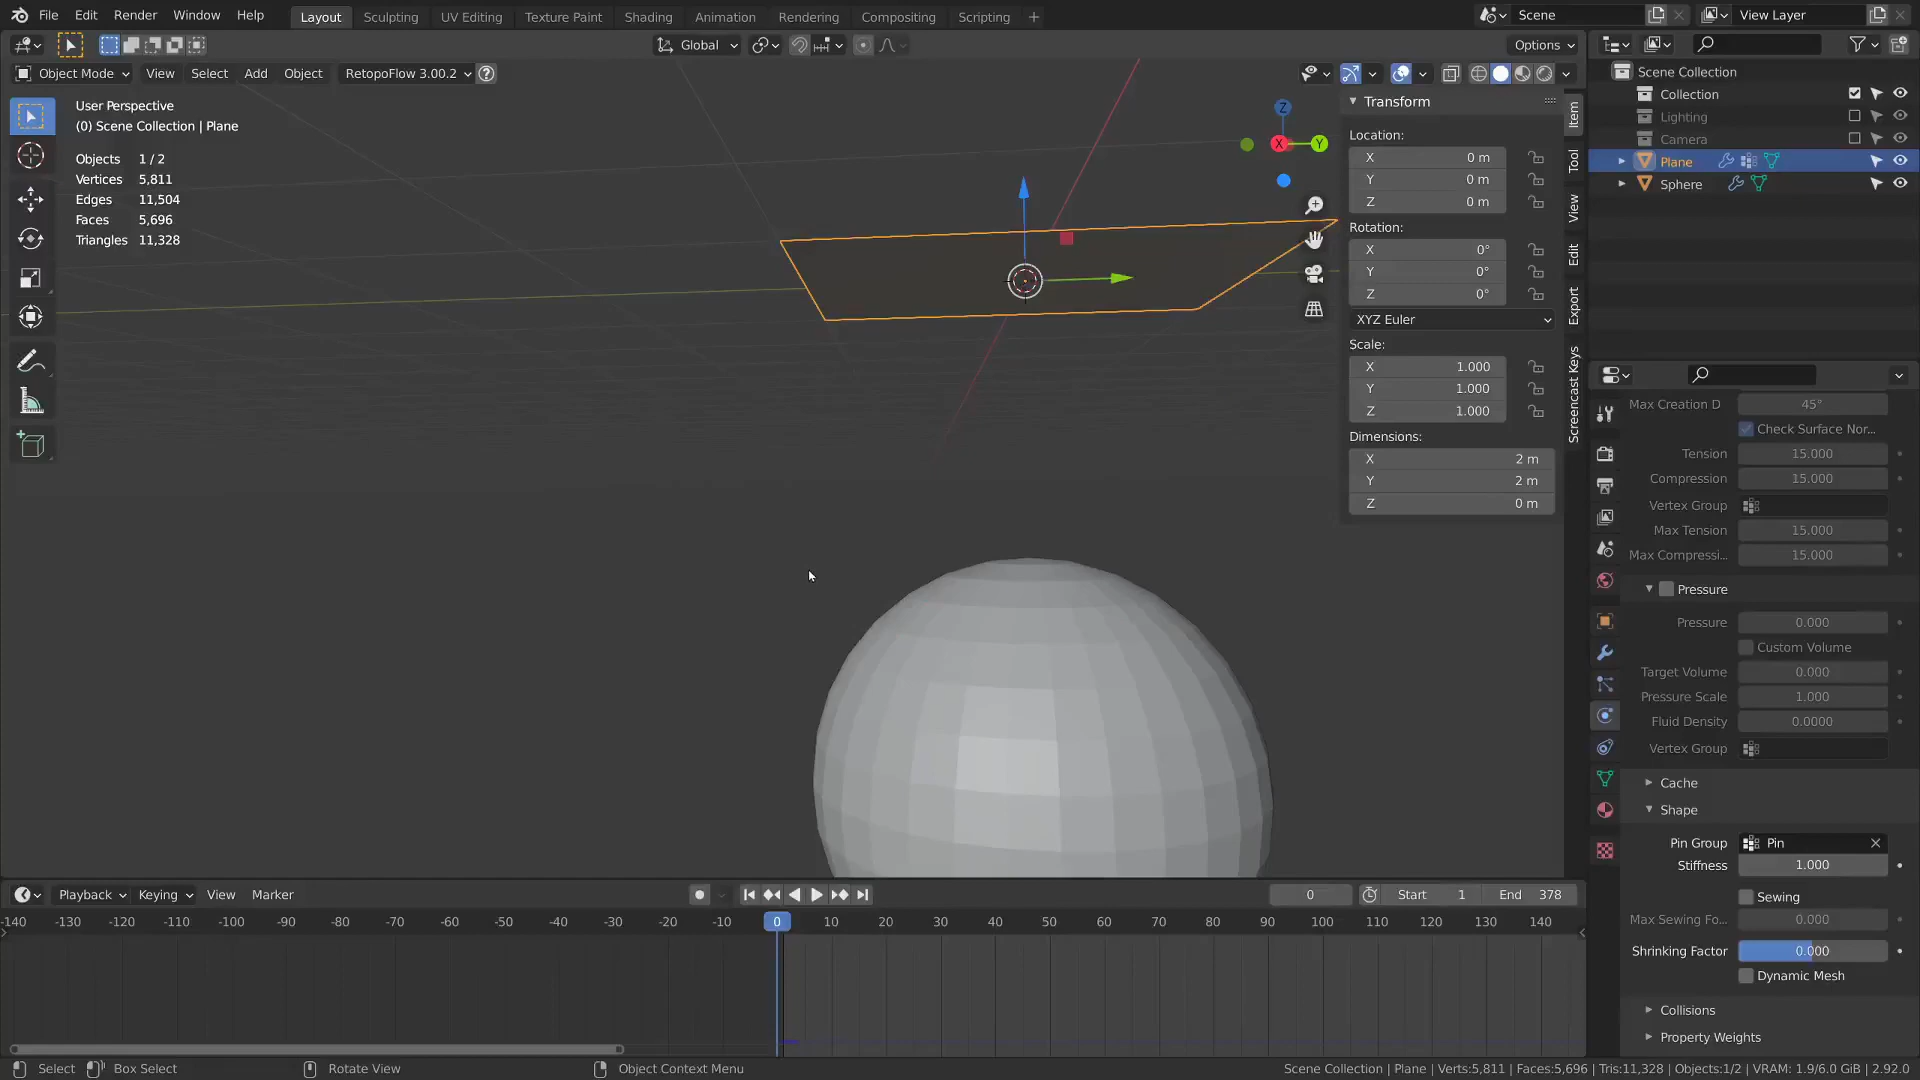 File Edit Render Window Help Layout Sculpting UV Editing Texture Paint Shading Animation Rendering Compositing Scripting + Scene View Layer
Global Options
Object Mode View Select Add Object RetopoFlow 3.00.2 ?
User Perspective
(0) Scene Collection | Plane
Objects 1 / 2
Vertices 5,811
Edges 11,504
Faces 5,696
Triangles 11,328
Z
X
Y
Transform
Location:
X 0 m
Y 0 m
Z 0 m
Rotation:
X 0°
Y 0°
Z 0°
XYZ Euler
Scale:
X 1.000
Y 1.000
Z 1.000
Dimensions:
X 2 m
Y 2 m
Z 0 m
Item
Tool
View
Edit
Export
Screencast Keys
Scene Collection
Collection
Lighting
Camera
Plane
Sphere
Max Creation D 45°
Check Surface Nor...
Tension 15.000
Compression 15.000
Vertex Group
Max Tension 15.000
Max Compressi... 15.000
Pressure
Pressure 0.000
Custom Volume
Target Volume 0.000
Pressure Scale 1.000
Fluid Density 0.0000
Vertex Group
Cache
Shape
Pin Group Pin
Stiffness 1.000
Sewing
Max Sewing Fo... 0.000
Shrinking Factor 0.000
Dynamic Mesh
Collisions
Property Weights
Playback Keying View Marker 0 Start 1 End 378
-140 -130 -120 -110 -100 -90 -80 -70 -60 -50 -40 -30 -20 -10 0 10 20 30 40 50 60 70 80 90 100 110 120 130 140
Select Box Select Rotate View Object Context Menu Scene Collection | Plane | Verts:5,811 | Faces:5,696 | Tris:11,328 | Objects:1/2 | VRAM: 1.9/6.0 GiB | 2.92.0